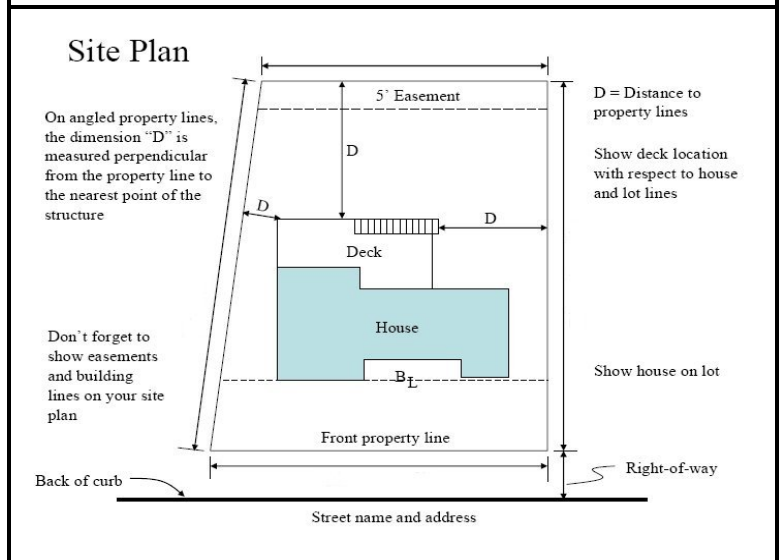 Site Plan
5’ Easement
D = Distance to
property lines
On angled property lines,
the dimension “D” is
measured perpendicular
from the property line to
the nearest point of the
structure
D
Show deck location
with respect to house
and lot lines
D
D
Deck
House
Don’t forget to
show easements
and building
lines on your site
plan
BL
Show house on lot
Front property line
Right-of-way
Back of curb
Street name and address